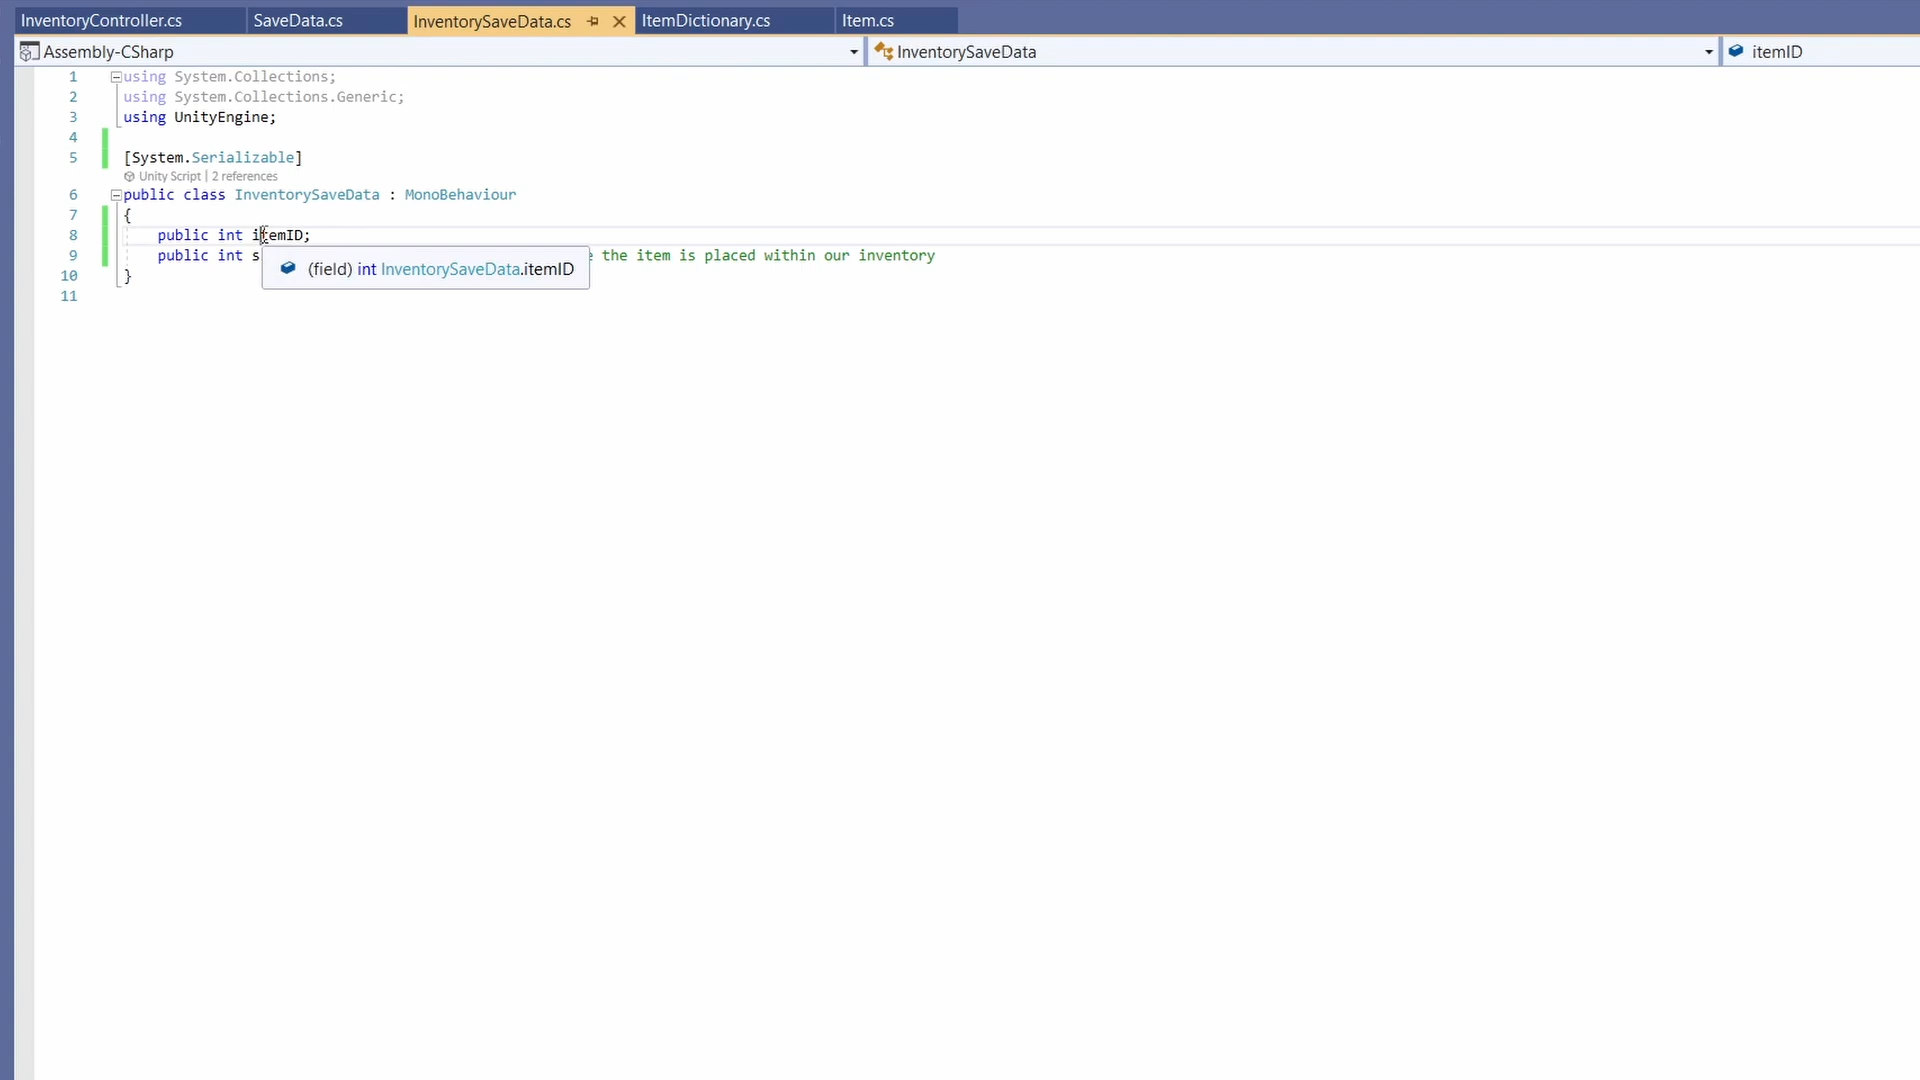 InventoryController.cs SaveData.cs InventorySaveData.cs ItemDictionary.cs Item.cs
Assembly-CSharp InventorySaveData itemID
1 using System.Collections;
2 using System.Collections.Generic;
3 using UnityEngine;
4
5 [System.Serializable]
Unity Script | 2 references
6 public class InventorySaveData : MonoBehaviour
7 {
8 public int itemID;
9 public int s the item is placed within our inventory
(field) int InventorySaveData.itemID
10 }
11